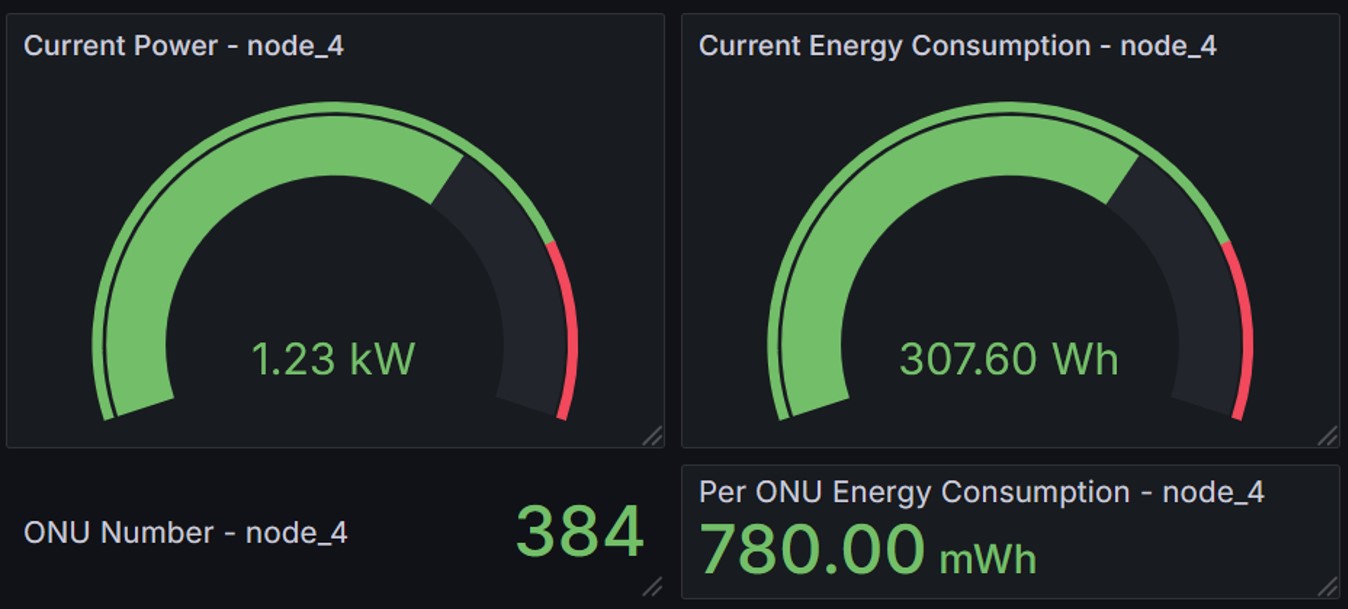 Current Power - node_4
1.23 kW
Current Energy Consumption - node_4
307.60 Wh
ONU Number - node_4
384
Per ONU Energy Consumption - node_4
780.00 mWh